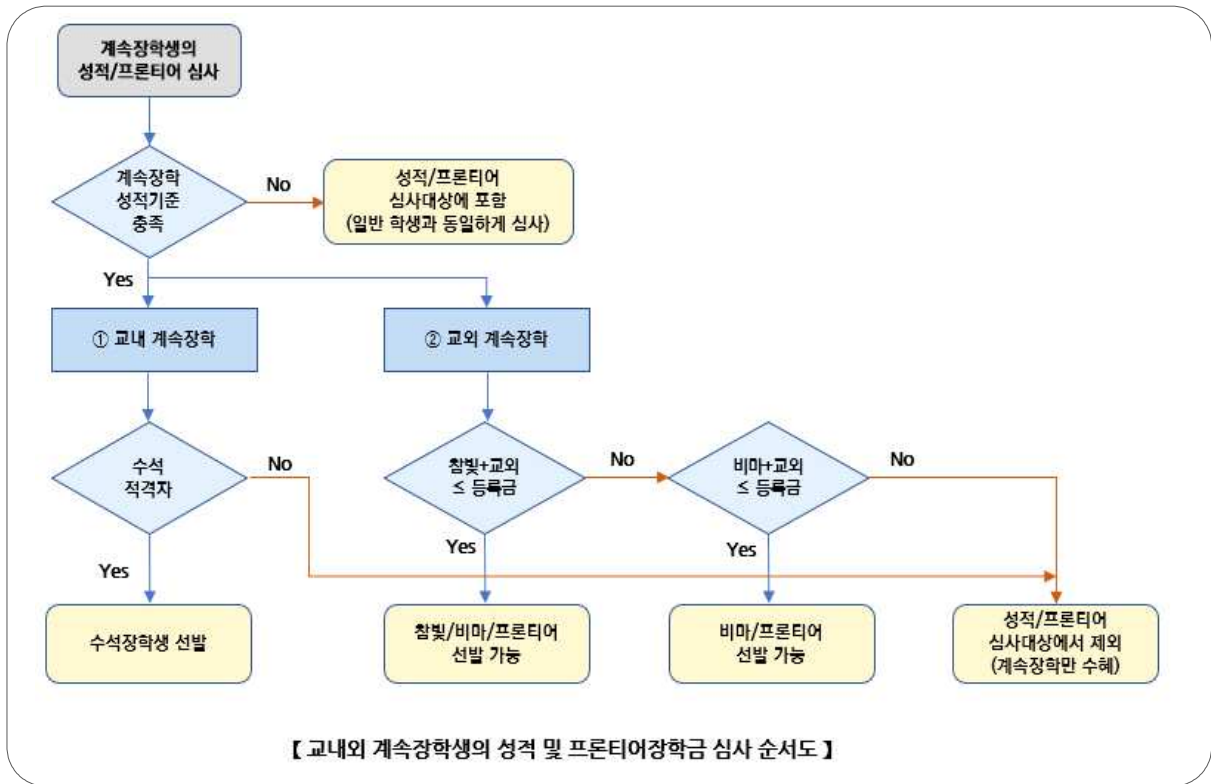 계속장학생의
성적/프론티어 심사
계속장학
성적기준
충족
No
성적/프론티어
심사대상에 포함
(일반 학생과 동일하게 심사)
Yes
① 교내 계속장학
② 교외 계속장학
수석
적격자
No
참빛+교외
≤ 등록금
No
비마+교외
≤ 등록금
No
Yes
Yes
Yes
수석장학생 선발
참빛/비마/프론티어
선발 가능
비마/프론티어
선발 가능
성적/프론티어
심사대상에서 제외
(계속장학만 수혜)
【 교내외 계속장학생의 성적 및 프론티어장학금 심사 순서도 】